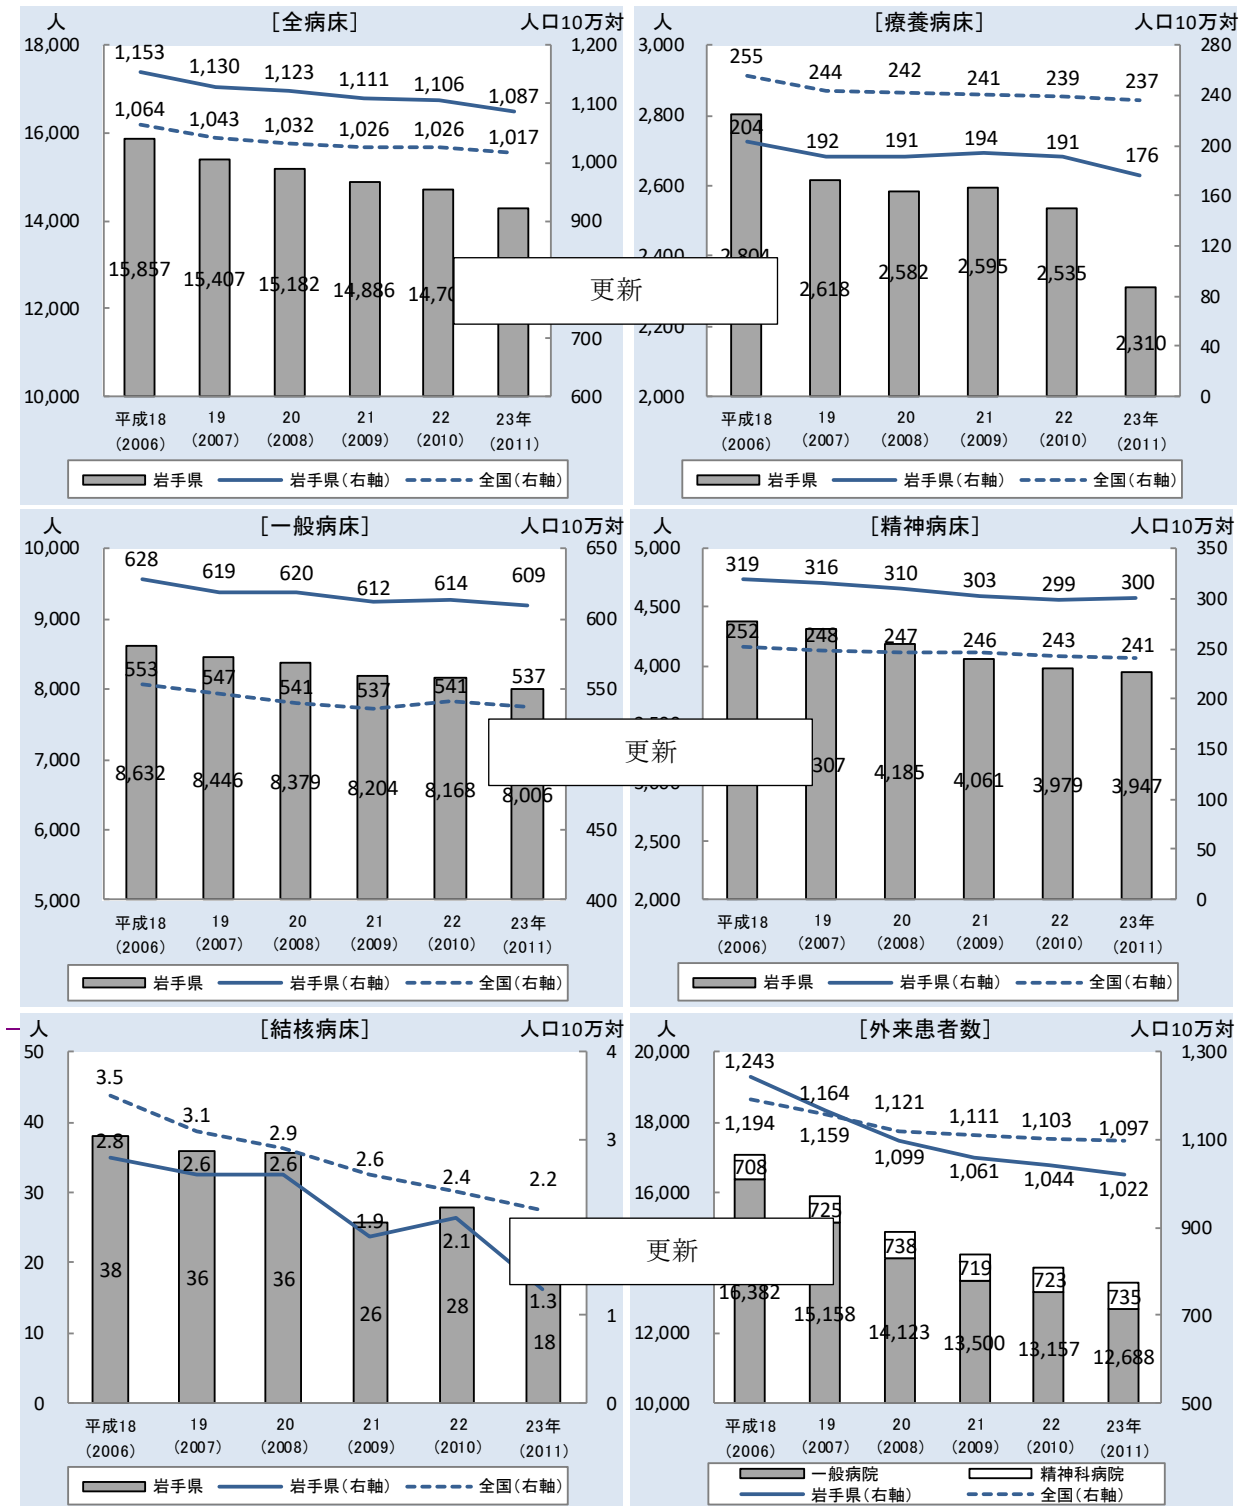 人 [全病床] 人口10万対
18,000 16,000 14,000 12,000 10,000
1,200 1,100 1,000 900 700 600
1,153 1,130 1,123 1,111 1,106 1,087
1,064 1,043 1,032 1,026 1,026 1,017
15,857 15,407 15,182 14,886
平成18 19 20 21 22 23年
(2006) (2007) (2008) (2009) (2010) (2011)
岩手県 岩手県(右軸) 全国(右軸)
人 [療養病床] 人口10万対
3,000 2,800 2,600 2,400 2,200 2,000
280 240 200 160 120 80 40 0
255 244 242 241 239 237
204 192 191 194 191 176
2,804 2,618 2,582 2,595 2,535 2,310
平成18 19 20 21 22 23年
(2006) (2007) (2008) (2009) (2010) (2011)
岩手県 岩手県(右軸) 全国(右軸)
更新
人 [一般病床] 人口10万対
10,000 9,000 8,000 7,000 6,000 5,000
650 600 550 450 400
628 619 620 612 614 609
553 547 541 537 541 537
8,632 8,446 8,379 8,204 8,168 8,006
平成18 19 20 21 22 23年
(2006) (2007) (2008) (2009) (2010) (2011)
岩手県 岩手県(右軸) 全国(右軸)
人 [精神病床] 人口10万対
5,000 4,500 4,000 2,500 2,000
350 300 250 200 150 100 50 0
319 316 310 303 299 300
252 248 247 246 243 241
307 4,185 4,061 3,979 3,947
平成18 19 20 21 22 23年
(2006) (2007) (2008) (2009) (2010) (2011)
岩手県 岩手県(右軸) 全国(右軸)
更新
人 [結核病床] 人口10万対
50 40 30 20 10 0
4 3 1 0
3.5 3.1 2.9 2.6 2.4 2.2
2.8 2.6 2.6 1.9 2.1 1.3
38 36 36 26 28 18
平成18 19 20 21 22 23年
(2006) (2007) (2008) (2009) (2010) (2011)
岩手県 岩手県(右軸) 全国(右軸)
人 [外来患者数] 人口10万対
20,000 18,000 16,000 12,000 10,000
1,300 1,100 900 700 500
1,243 1,164 1,121 1,111 1,103 1,097
1,194 1,159 1,099 1,061 1,044 1,022
708 725 738 719 723 735
16,382 15,158 14,123 13,500 13,157 12,688
平成18 19 20 21 22 23年
(2006) (2007) (2008) (2009) (2010) (2011)
一般病院 精神科病院
岩手県(右軸) 全国(右軸)
更新